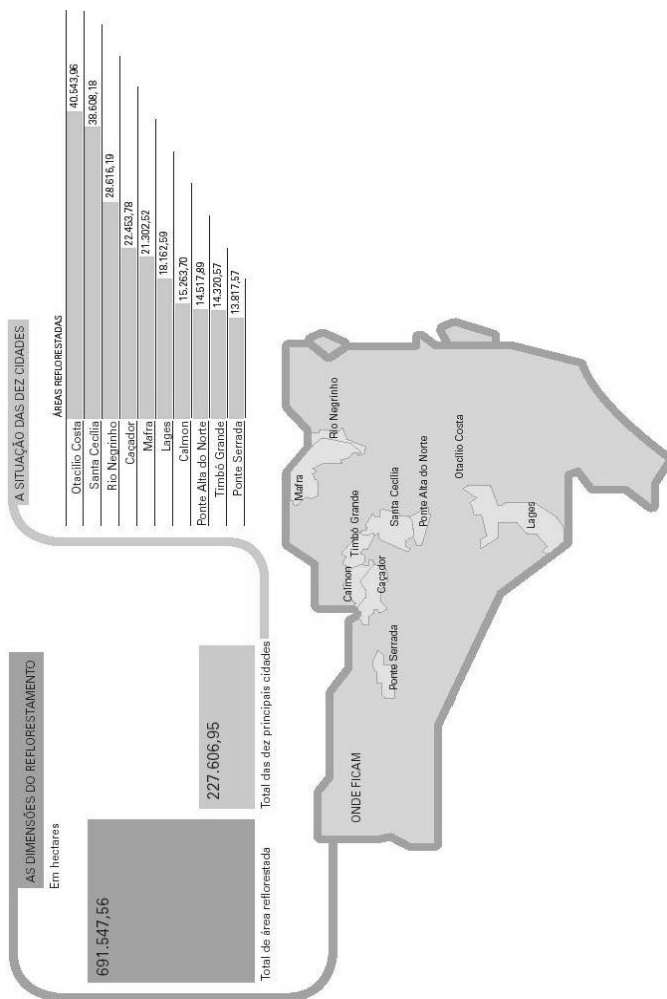 AS DIMENSÕES DO REFLORESTAMENTO
Em hectares
691.547,56
Total de área reflorestada
227.606,95
Total das dez principais cidades
A SITUAÇÃO DAS DEZ CIDADES
ÁREAS REFLORESTADAS
Otacílio Costa 40.543,96
Santa Cecília 38.608,18
Rio Negrinho 28.616,19
Caçador 22.453,78
Mafra 21.302,52
Lages 18.162,59
Calmon 15.263,70
Ponte Alta do Norte 14.517,89
Timbó Grande 14.320,57
Ponte Serrada 13.817,57
ONDE FICAM
Mafra
Rio Negrinho
Calmon
Timbó Grande
Caçador
Santa Cecília
Ponte Alta do Norte
Ponte Serrada
Otacílio Costa
Lages